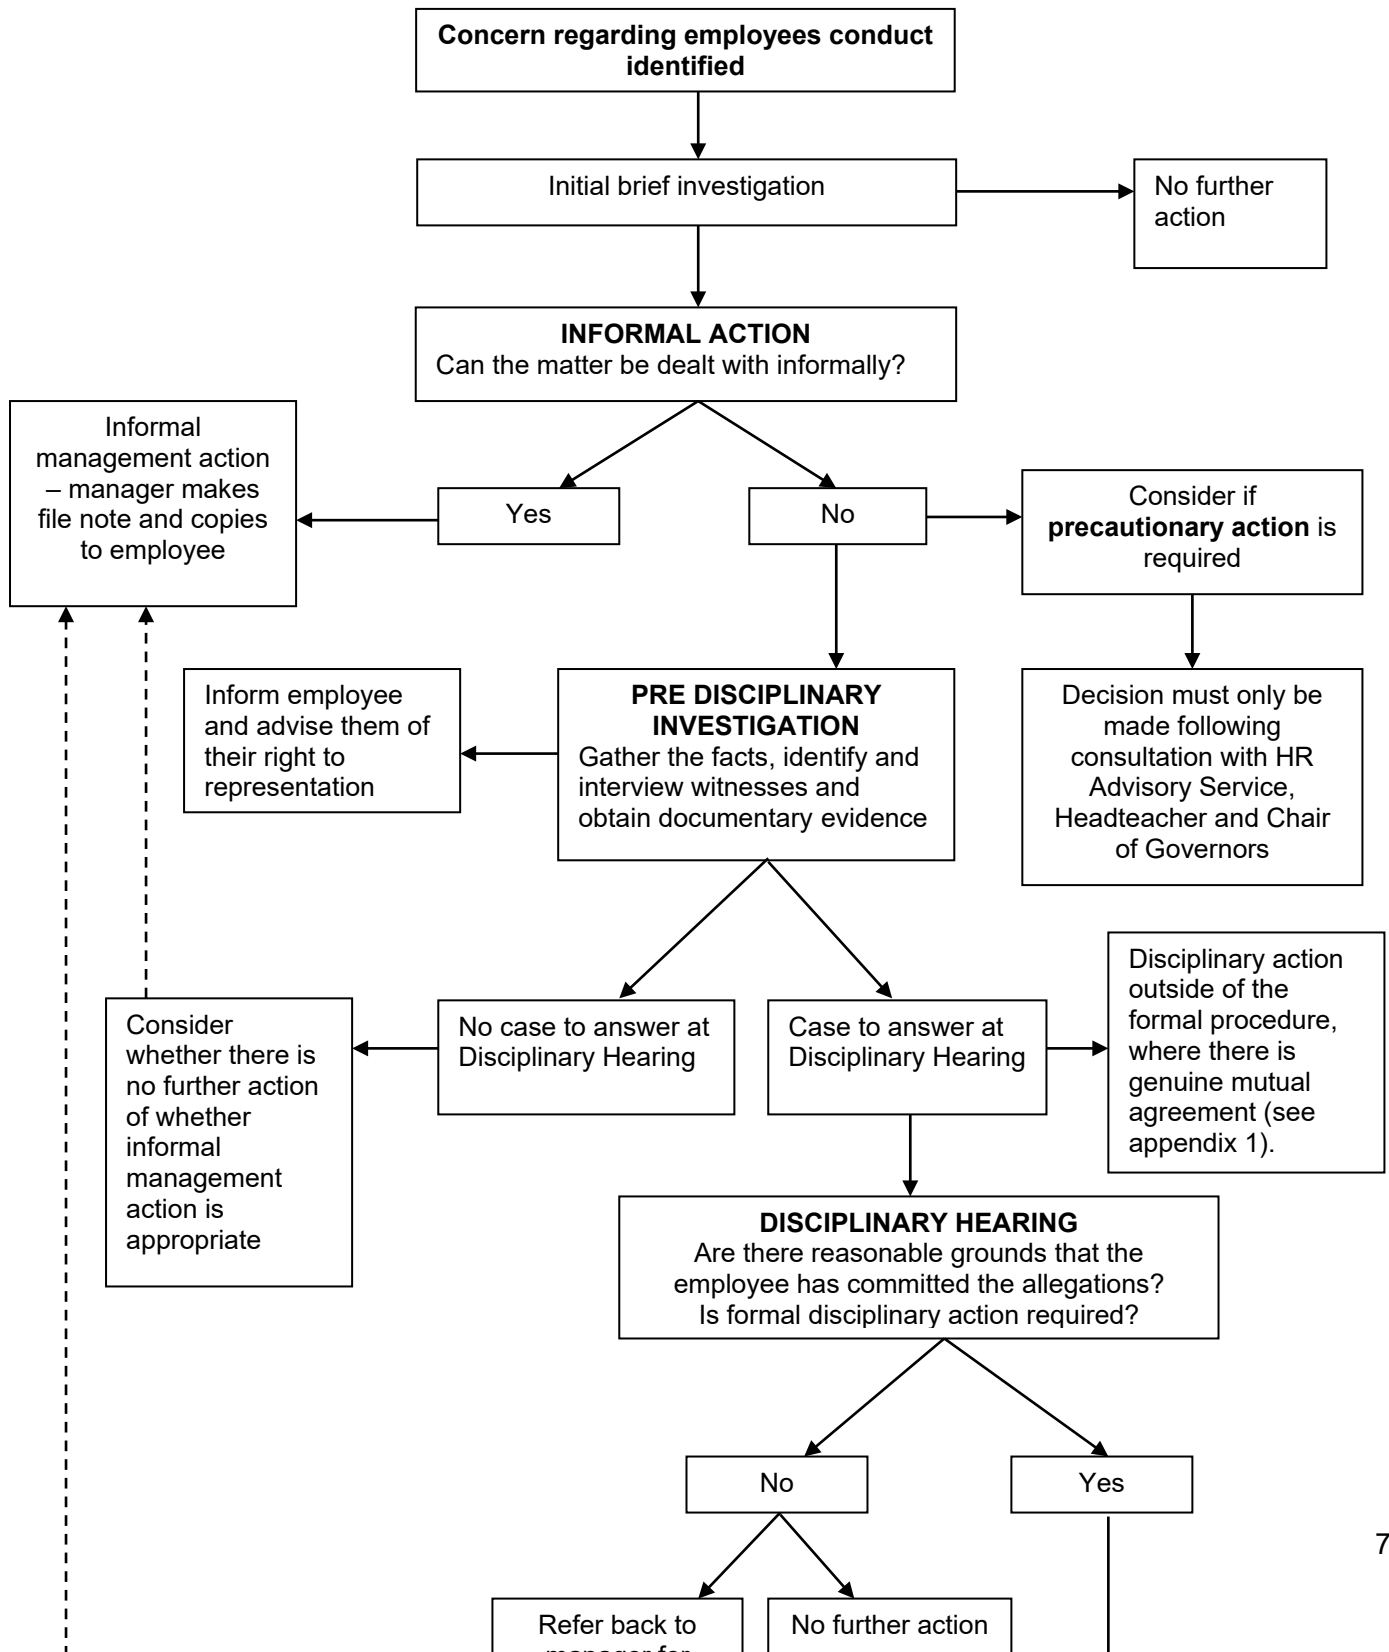 Concern regarding employees conduct
identified
Initial brief investigation
No further
action
INFORMAL ACTION
Can the matter be dealt with informally?
Informal
management action
– manager makes
file note and copies
to employee
Yes
No
Consider if
precautionary action is
required
Inform employee
and advise them of
their right to
representation
PRE DISCIPLINARY
INVESTIGATION
Gather the facts, identify and
interview witnesses and
obtain documentary evidence
Decision must only be
made following
consultation with HR
Advisory Service,
Headteacher and Chair
of Governors
Consider
whether there is
no further action
of whether
informal
management
action is
appropriate
No case to answer at
Disciplinary Hearing
Case to answer at
Disciplinary Hearing
Disciplinary action
outside of the
formal procedure,
where there is
genuine mutual
agreement (see
appendix 1).
DISCIPLINARY HEARING
Are there reasonable grounds that the
employee has committed the allegations?
Is formal disciplinary action required?
No
Yes
7
Refer back to
manager for
No further action